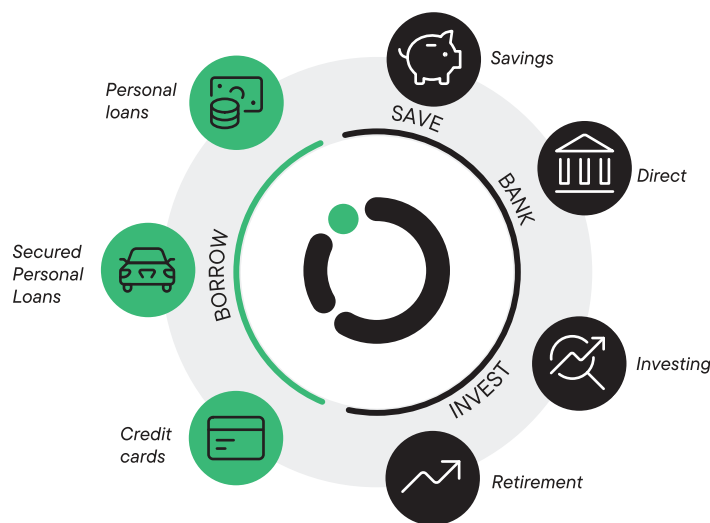 Savings
Personal
loans
SAVE
BANK
Direct
Secured
Personal
Loans
BORROW
Investing
INVEST
Credit
cards
Retirement